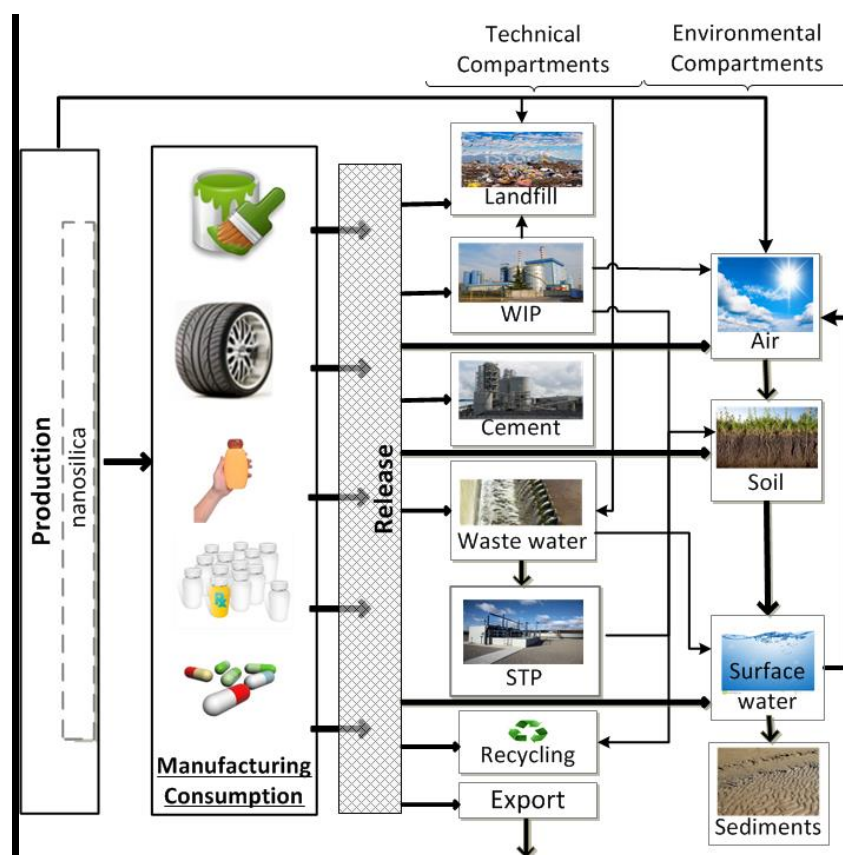 Technical
Compartments
Environmental
Compartments
Production
nanosilica
Manufacturing
Consumption
Release
Landfill
WIP
Cement
Waste water
STP
Recycling
Export
Air
Soil
Surface
water
Sediments